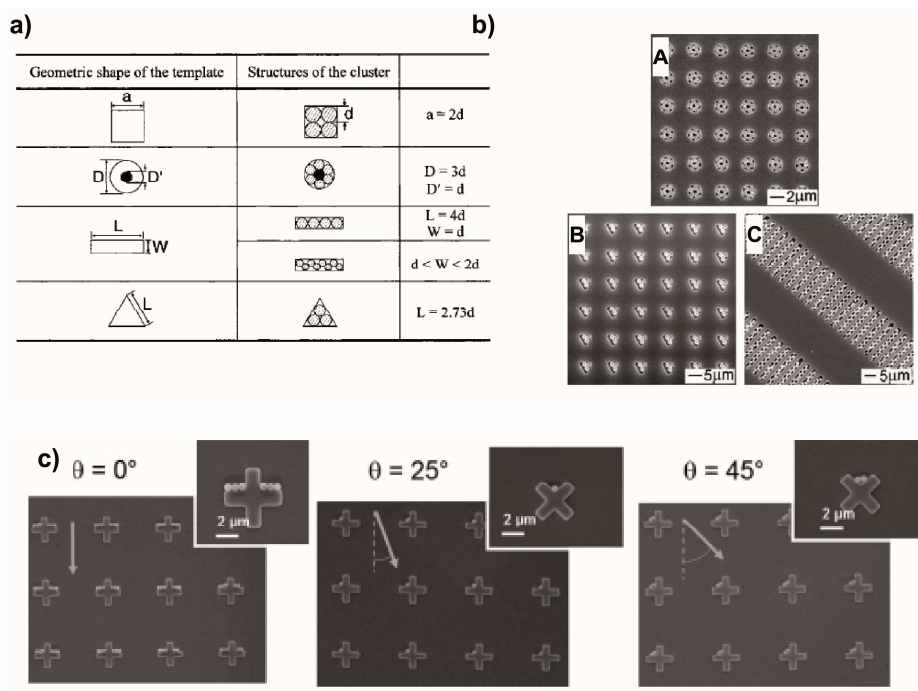 a)
Geometric shape of the template Structures of the cluster
a
d
a = 2d
D D'
D = 3d
D' = d
L
W
L = 4d
W = d
d < W < 2d
L
L = 2.73d
b)
A
2μm
B
5μm
C
5μm
c)
θ = 0°
2 μm
θ = 25°
2 μm
θ = 45°
2 μm